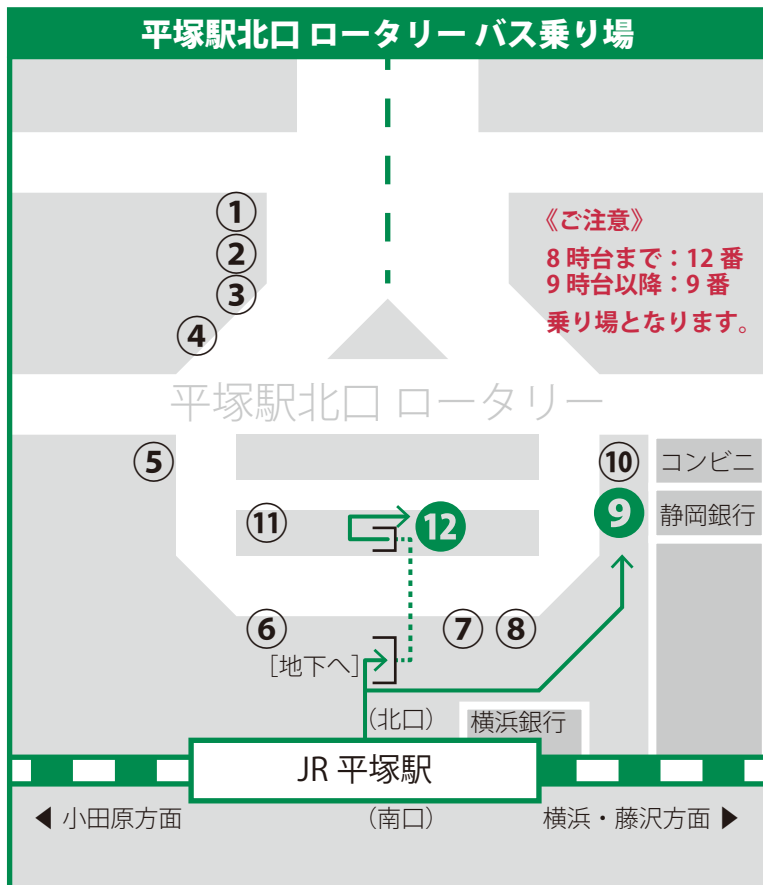 平塚駅北口 ロータリー バス乗り場
①
②
③
④
《ご注意》
8時台まで：12番
9時台以降：9番
乗り場となります。
平塚駅北口 ロータリー
⑤
⑩
コンビニ
⑪
12
9
静岡銀行
⑥
⑦
⑧
[地下へ]
(北口)
横浜銀行
JR 平塚駅
◀ 小田原方面
(南口)
横浜・藤沢方面 ▶